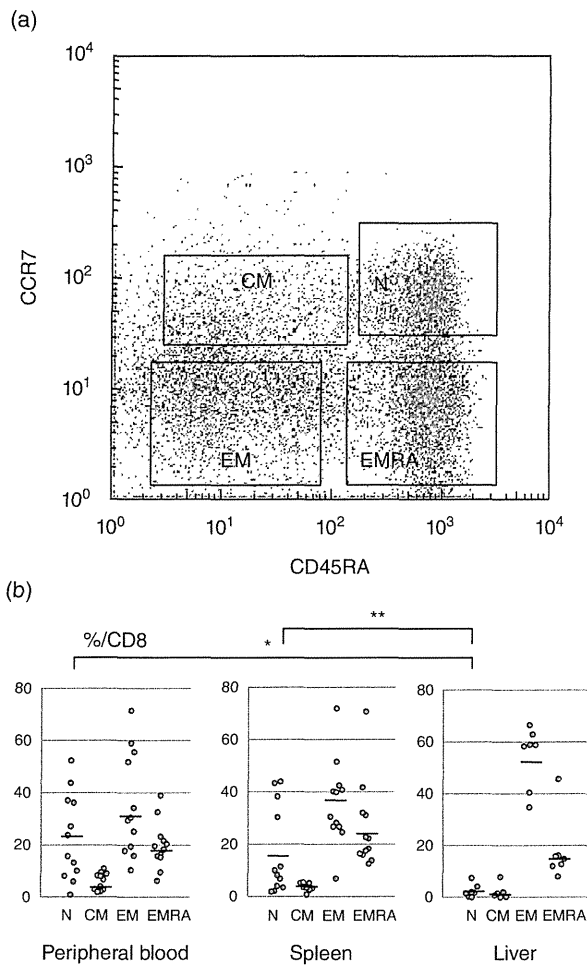 (a)
10⁴
10³
10²
10¹
10⁰
CCR7
CM
N
EM
EMRA
10⁰ 10¹ 10² 10³ 10⁴
CD45RA
(b)
**
%/CD8 *
80 80 80
60 60 60
40 40 40
20 20 20
0 0 0
N CM EM EMRA N CM EM EMRA N CM EM EMRA
Peripheral blood Spleen Liver